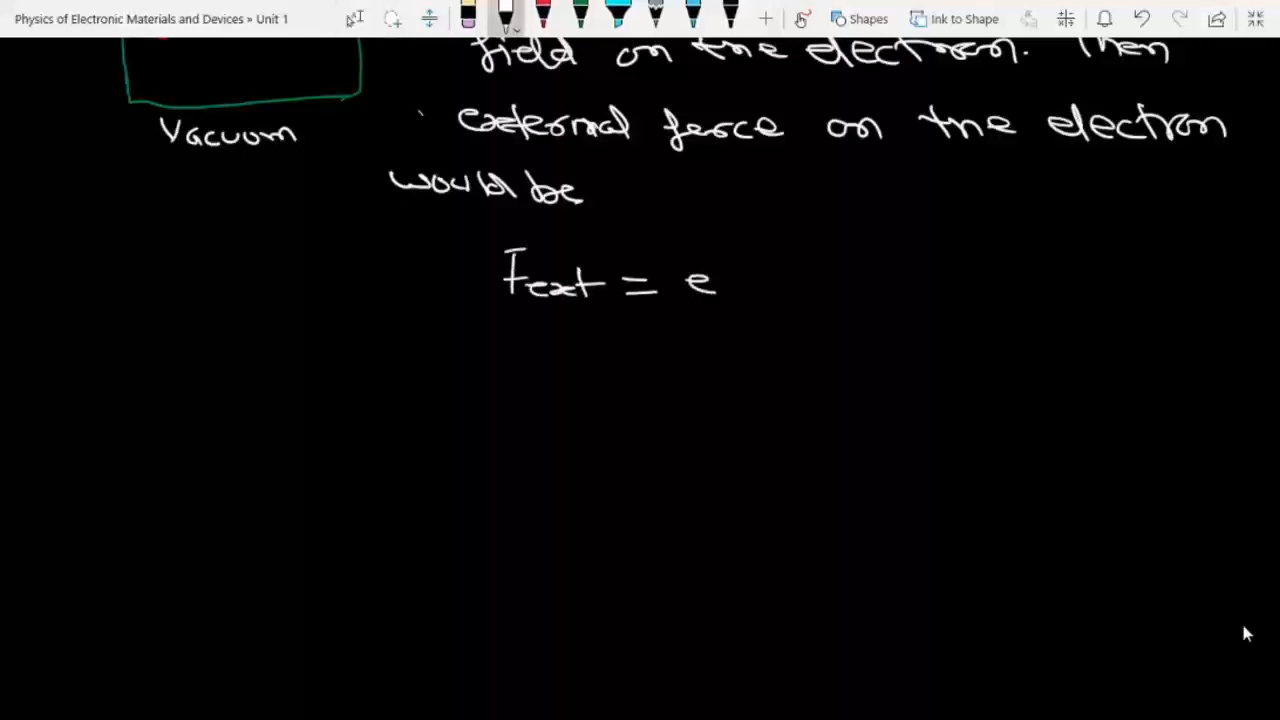 Physics of Electronic Materials and Devices » Unit 1
Shapes
Ink to Shape
field on the electron. Then
external force on the electron
Vacuum
would be
Fext = e